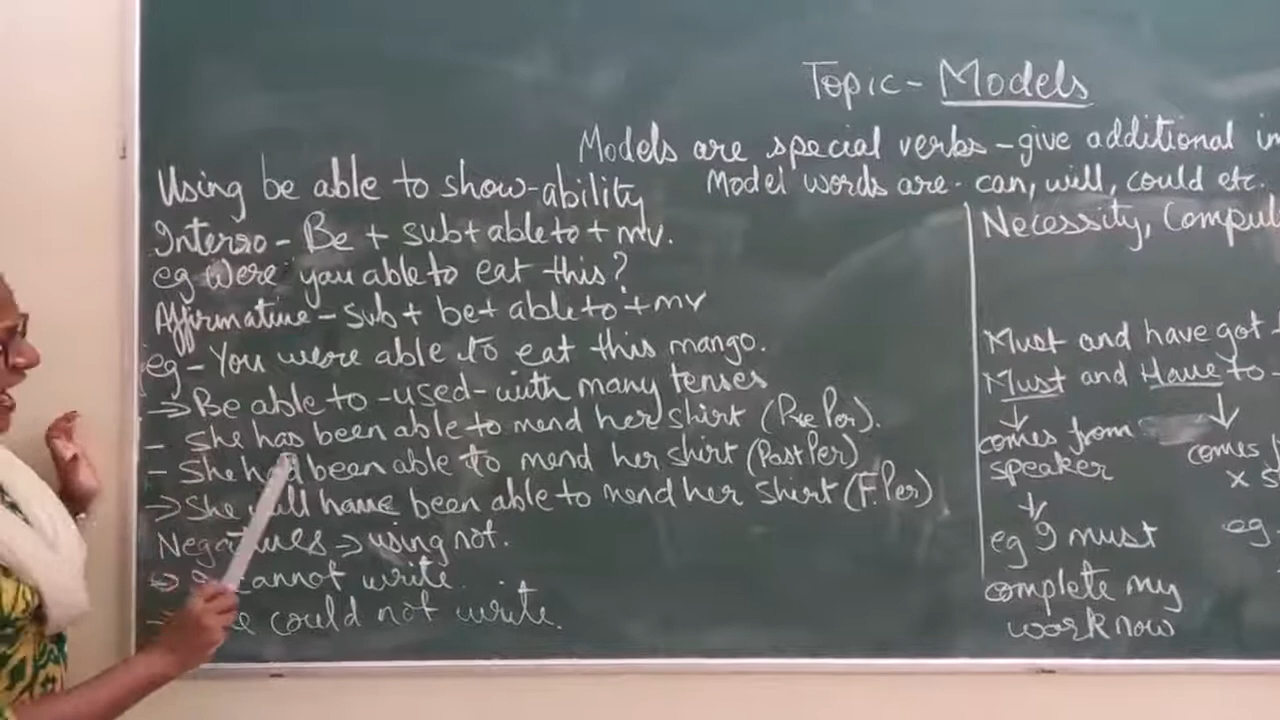 Topic - Models
Models are special verbs - give additional in
Model words are - can, will, could etc.
Using be able to show-ability
Interro - Be + sub + able to + mv.
eg Were you able to eat this?
Affirmative - sub + be + able to + mv
eg - You were able to eat this mango.
→ Be able to - used - with many tenses
- She has been able to mend her shirt (Pre Per).
- She had been able to mend her shirt (Past Per)
→ She will have been able to mend her shirt (F. Per)
Negatives → using not.
→ cannot write.
→ could not write.
Necessity, Compul
Must and have got
Must and Have to -
↓ ↓
comes from comes
speaker x s
↓
eg I must eg
complete my
work now